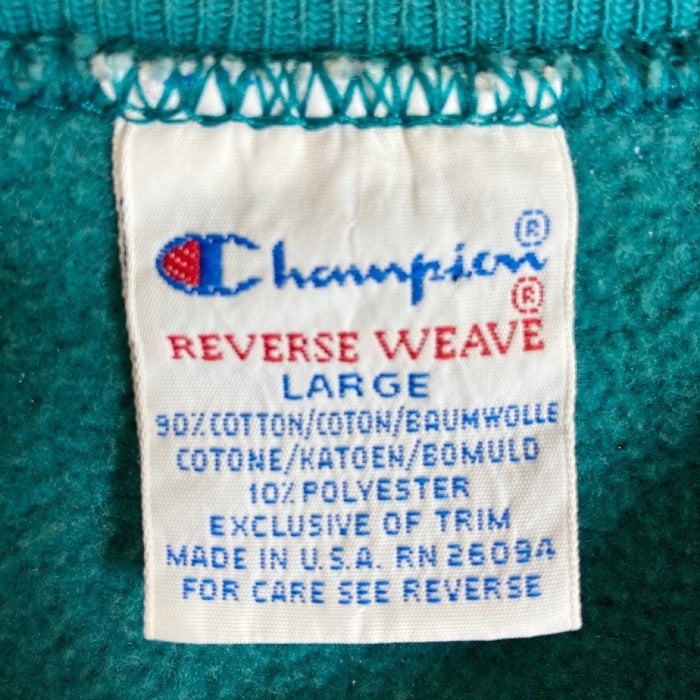 Champion®
REVERSE WEAVE®
LARGE
90% COTTON/COTON/BAUMWOLLE
COTONE/KATOEN/BOMULD
10% POLYESTER
EXCLUSIVE OF TRIM
MADE IN U.S.A. RN 26094
FOR CARE SEE REVERSE